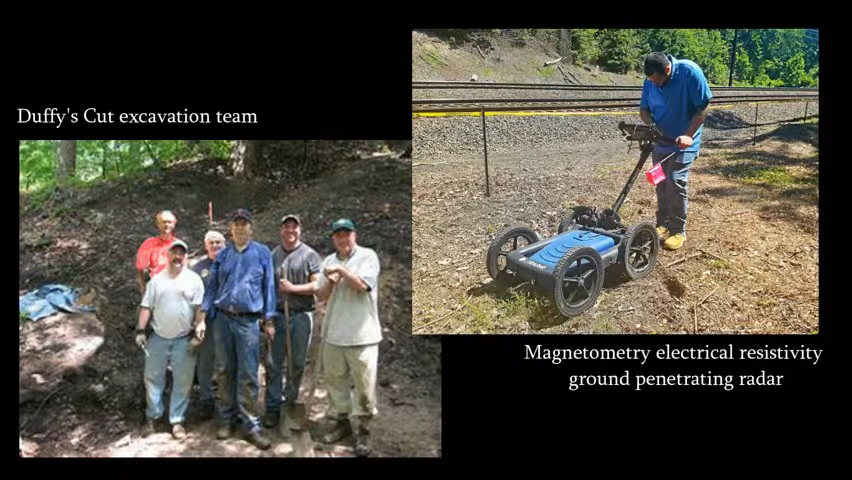 Duffy's Cut excavation team
Magnetometry electrical resistivity
ground penetrating radar